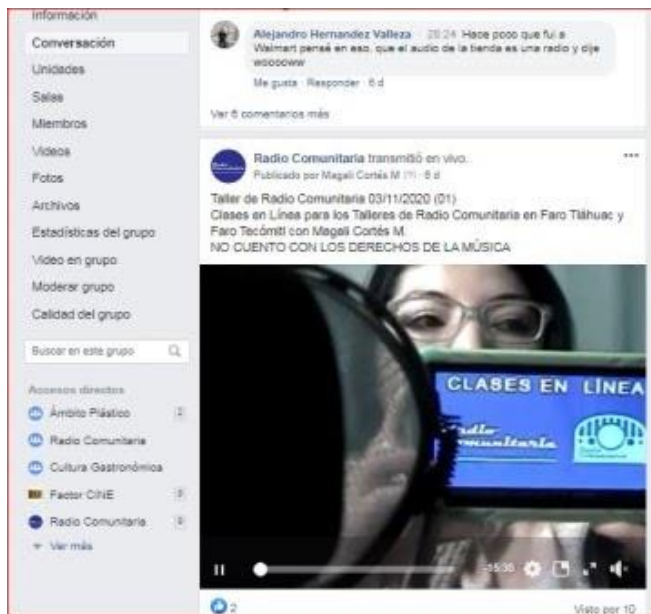 Información
Conversación
Unidades
Salas
Miembros
Videos
Fotos
Archivos
Estadísticas del grupo
Video en grupo
Moderar grupo
Calidad del grupo
Buscar en este grupo
Accesos directos
Ámbito Plástico 2
Radio Comunitaria
Cultura Gastronómica
Factor CINE
Radio Comunitaria
Ver más
Alejandro Hernandez Valleza · 20:24 Hace poco que fui a
Walmart pensé en eso, que el audio de la tienda es una radio y dije
wooooww
Me gusta · Responder · 6 d
Ver 6 comentarios más
Radio Comunitaria transmitió en vivo.
Publicado por Magali Cortés M · 6 d
Taller de Radio Comunitaria 03/11/2020 (01)
Clases en Línea para los Talleres de Radio Comunitaria en Faro Tláhuac y
Faro Tecómitl con Magali Cortés M.
NO CUENTO CON LOS DERECHOS DE LA MÚSICA
CLASES EN LÍNEA
Radio
Comunitaria
-15:35
2
Visto por 10